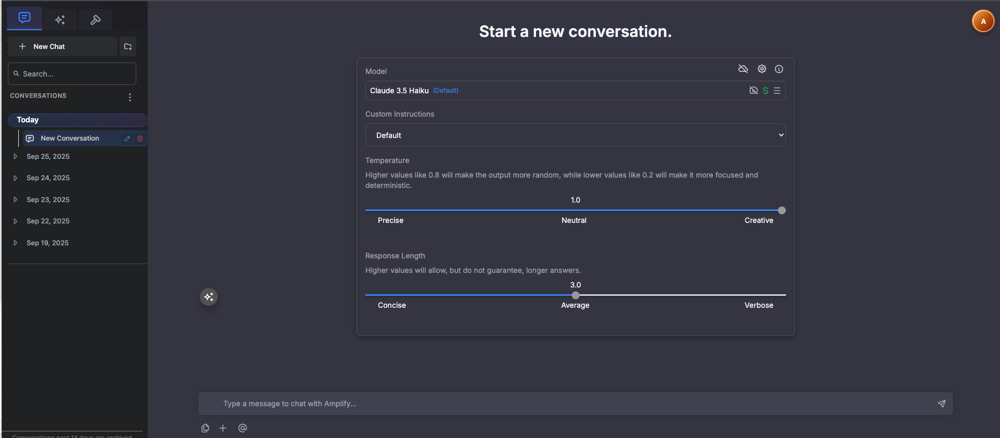 New Chat
Search...
CONVERSATIONS
Today
New Conversation
Sep 25, 2025
Sep 24, 2025
Sep 23, 2025
Sep 22, 2025
Sep 19, 2025
Conversations past 14 days are archived
Start a new conversation.
A
Model
Claude 3.5 Haiku (Default)
Custom Instructions
Default
Temperature
Higher values like 0.8 will make the output more random, while lower values like 0.2 will make it more focused and
deterministic.
1.0
Precise Neutral Creative
Response Length
Higher values will allow, but do not guarantee, longer answers.
3.0
Concise Average Verbose
Type a message to chat with Amplify...